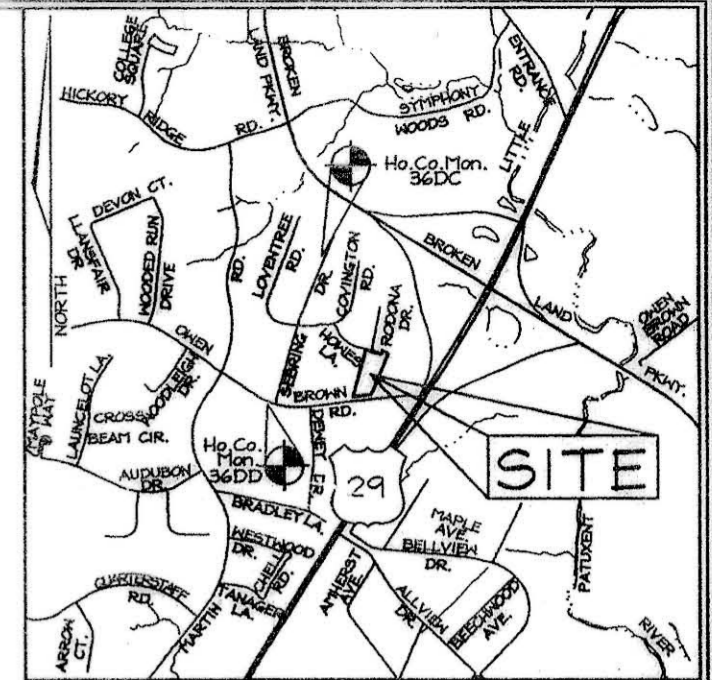 COLLEGE
SQUARE
HICKORY
RIDGE
RD.
BROKEN
LAND PKWY.
SYMPHONY
WOODS RD.
ENTRANCE
RD.
LITTLE
Ho.Co.Mon.
36DC
DEVON CT.
LLANSFAIR
DR
WOODED RUN
DRIVE
RD.
LOVENTREE
RD.
SEBRING
DR.
COVINGTON
RD.
HOWES
LA.
RODONA
DR.
BROKEN
LAND
PKWY.
OWEN
BROWN
ROAD
NORTH
OWEN
BROWN
RD.
MAYPOLE
WAY
LAUNCELOT LA.
WOODLEIGH
DR.
CROSS
BEAM CIR.
AUDUBON
DR.
Ho.Co.
Mon.
36DD
DEWEY DR.
29
SITE
BRADLEY LA.
WESTWOOD
DR.
RD.
TANAGER
LA.
MARTIN
QUARTERSTAFF
RD.
ARROW
CT.
AMHERST
AVE.
MAPLE
AVE
BELLVIEW
DR.
ALLVIEW
DR.
BEECHWOOD
AVE.
PATUXENT
RIVER